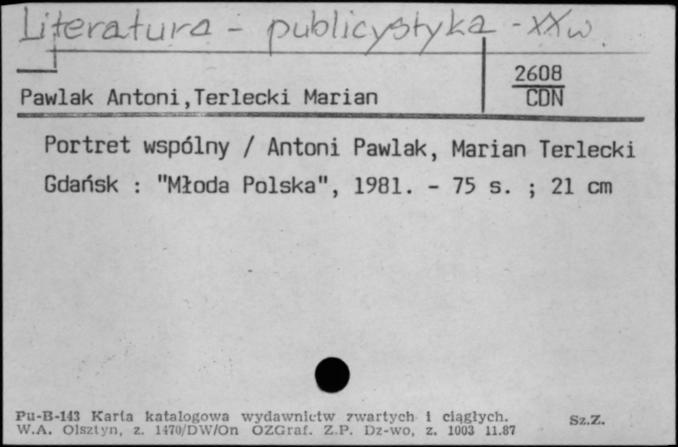 Literatura - publicystyka - XX w.
2608
CDN
Pawlak Antoni,Terlecki Marian
Portret wspólny / Antoni Pawlak, Marian Terlecki
Gdańsk : "Młoda Polska", 1981. - 75 s. ; 21 cm
Pu-B-143 Karta katalogowa wydawnictw zwartych i ciągłych. Sz.Z.
W.A. Olsztyn, z. 1470/DW/On OZGraf. Z.P. Dz-wo, z. 1003 11.87